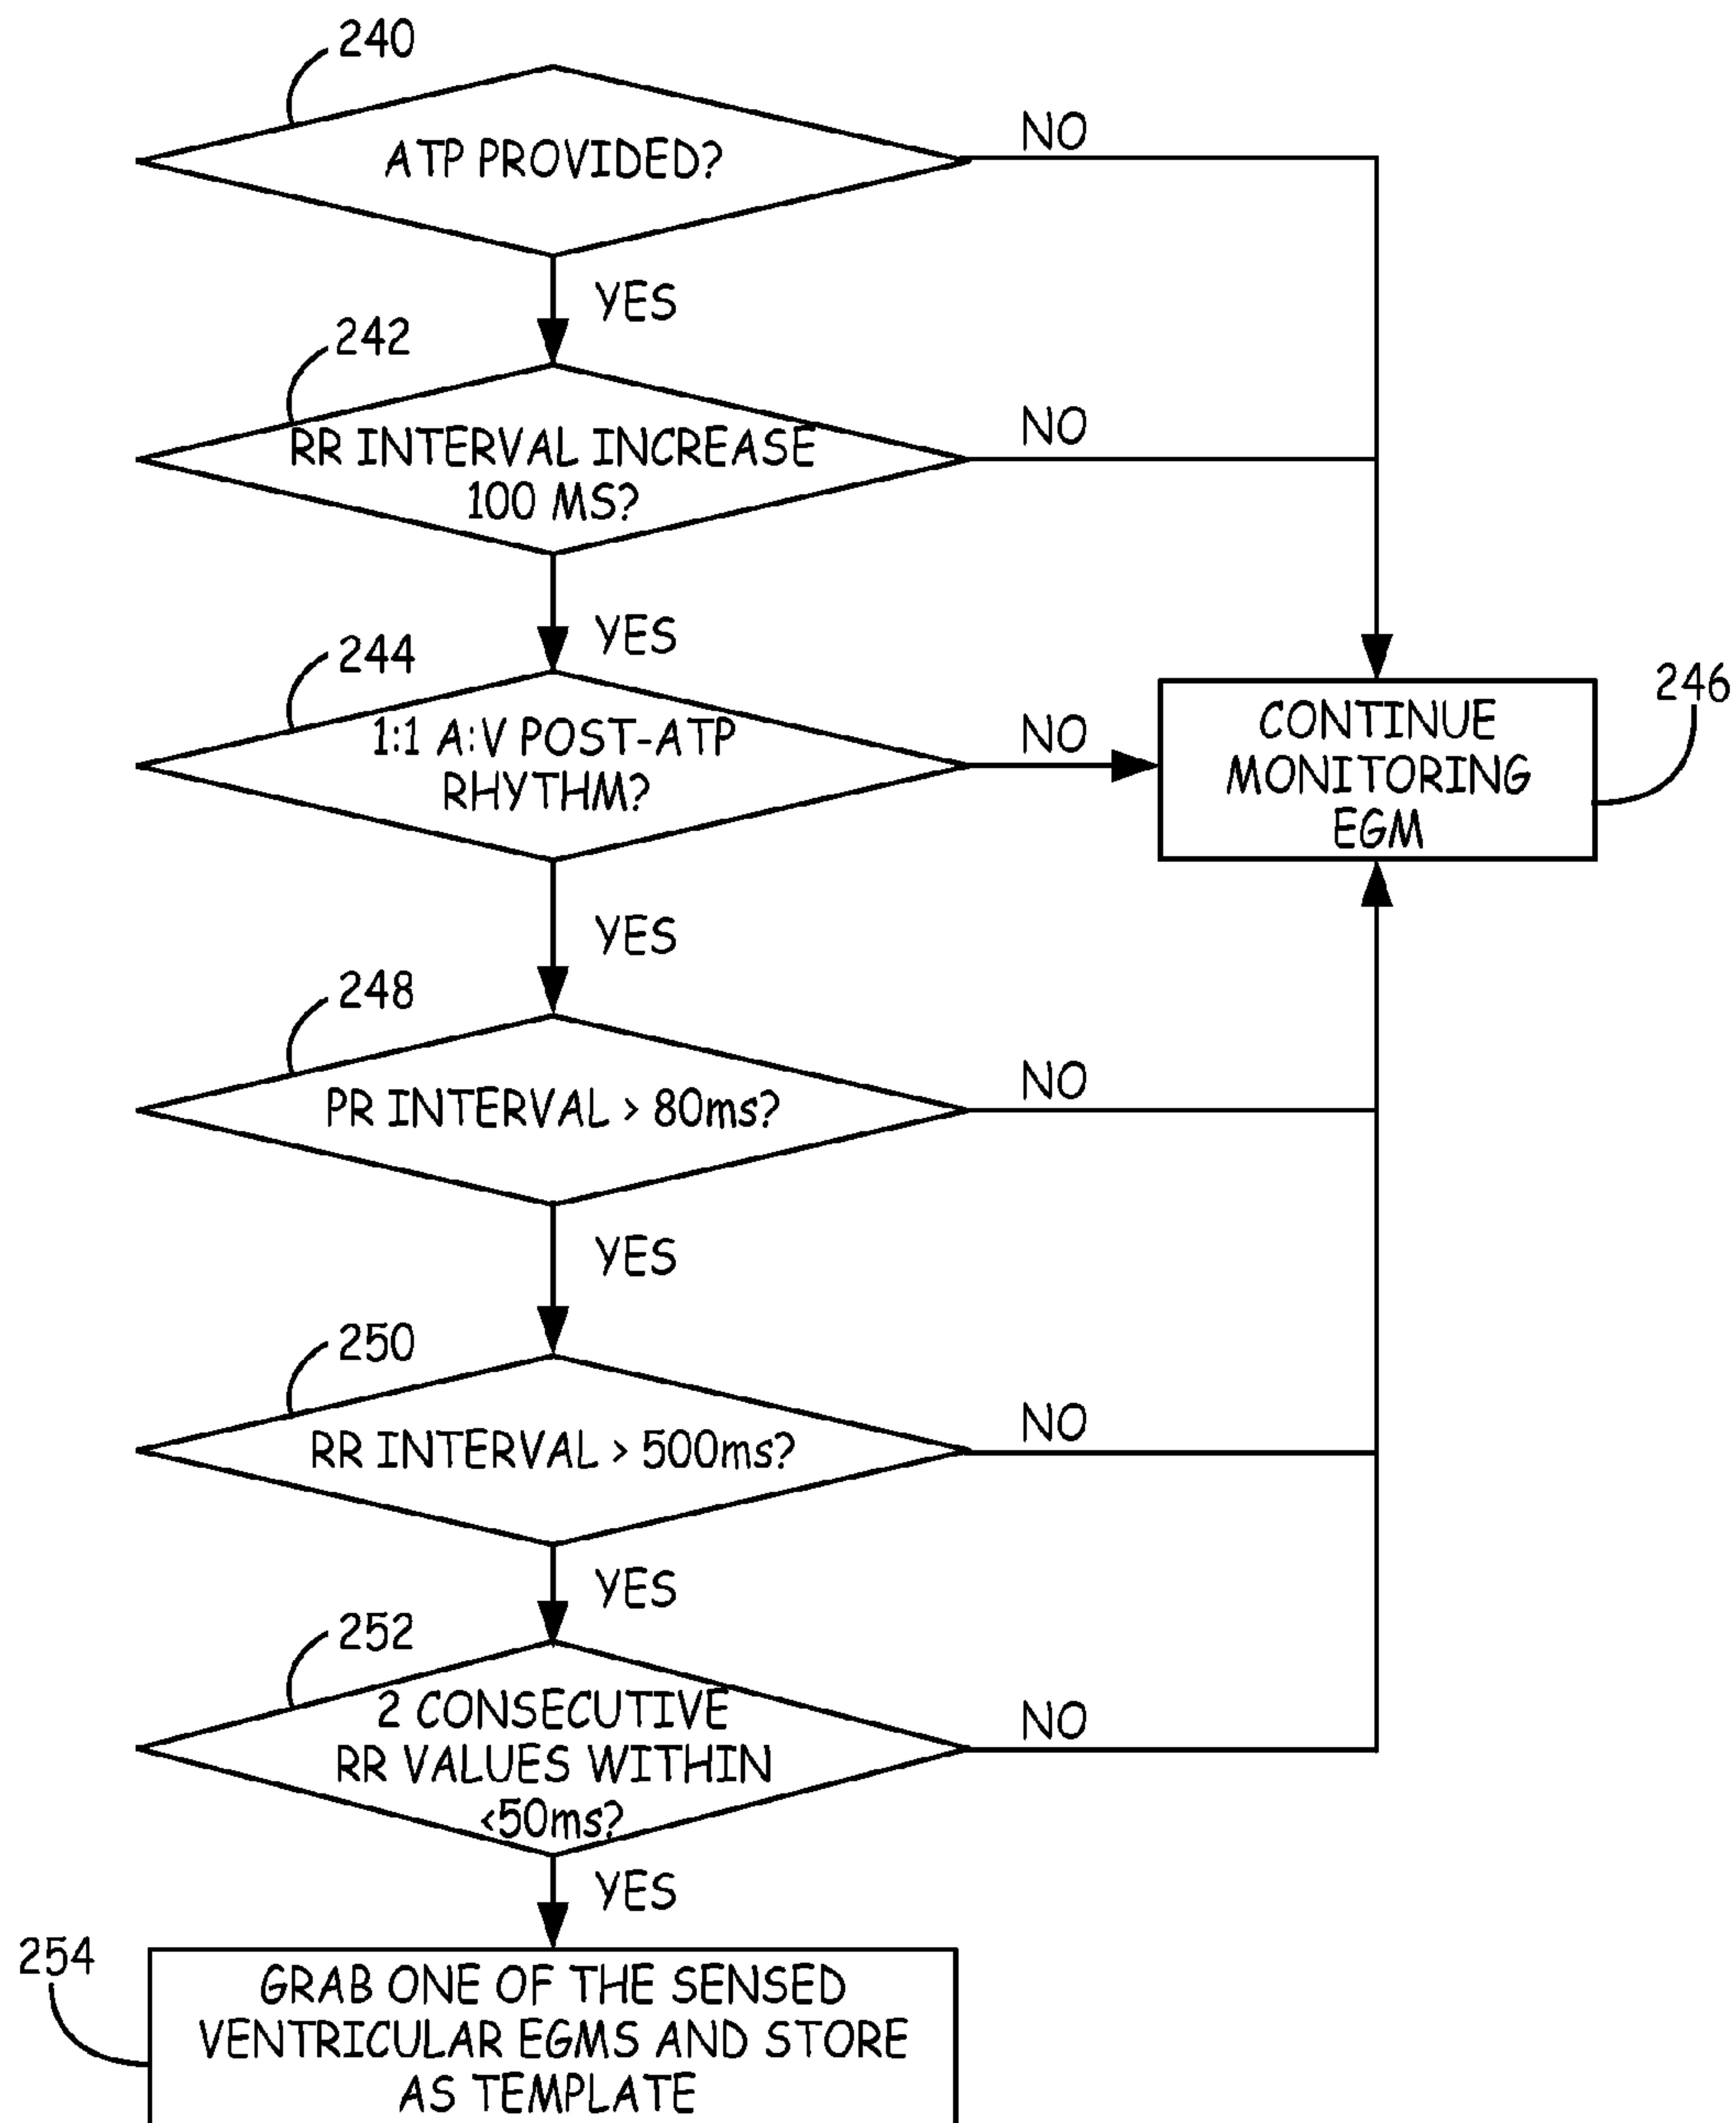 240
ATP PROVIDED?
NO
YES
242
RR INTERVAL INCREASE
100 MS?
NO
YES
244
1:1 A:V POST-ATP
RHYTHM?
NO
246
CONTINUE
MONITORING
EGM
YES
248
PR INTERVAL > 80ms?
NO
YES
250
RR INTERVAL > 500ms?
NO
YES
252
2 CONSECUTIVE
RR VALUES WITHIN
<50ms?
NO
YES
254
GRAB ONE OF THE SENSED
VENTRICULAR EGMS AND STORE
AS TEMPLATE